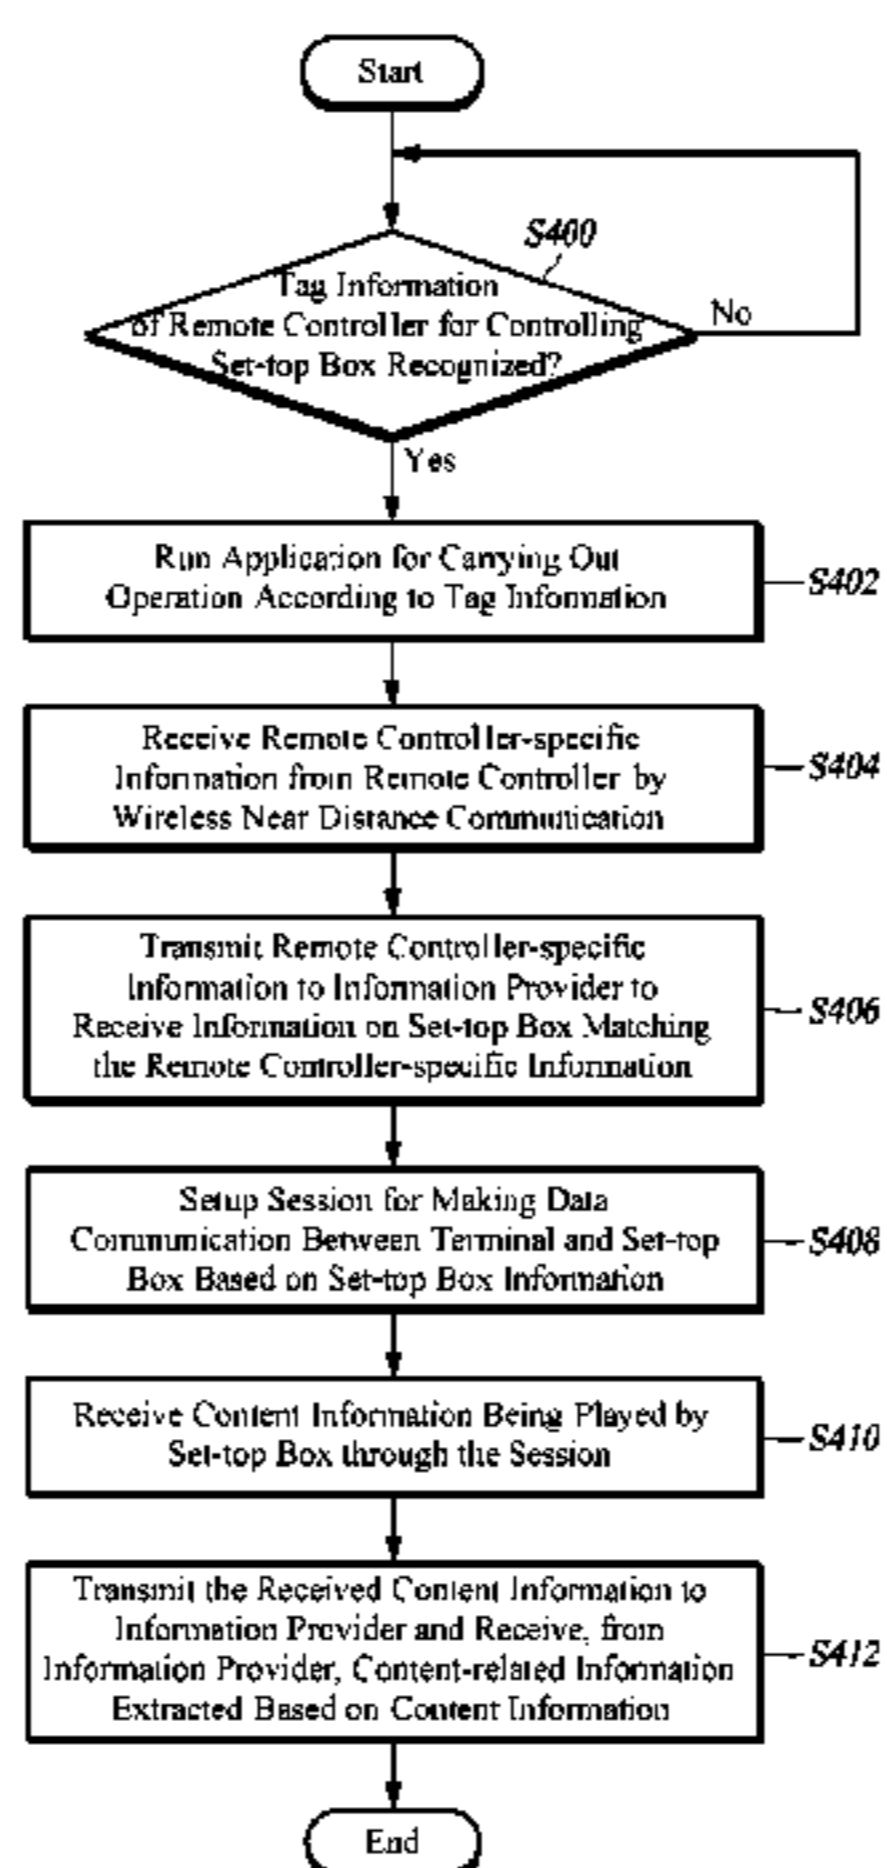 Start
S400
Tag Information
of Remote Controller for Controlling
Set-top Box Recognized?
No
Yes
Run Application for Carrying Out
Operation According to Tag Information
S402
Receive Remote Controller-specific
Information from Remote Controller by
Wireless Near Distance Communication
S404
Transmit Remote Controller-specific
Information to Information Provider to
Receive Information on Set-top Box Matching
the Remote Controller-specific Information
S406
Setup Session for Making Data
Communication Between Terminal and Set-top
Box Based on Set-top Box Information
S408
Receive Content Information Being Played by
Set-top Box through the Session
S410
Transmit the Received Content Information to
Information Provider and Receive, from
Information Provider, Content-related Information
Extracted Based on Content Information
S412
End